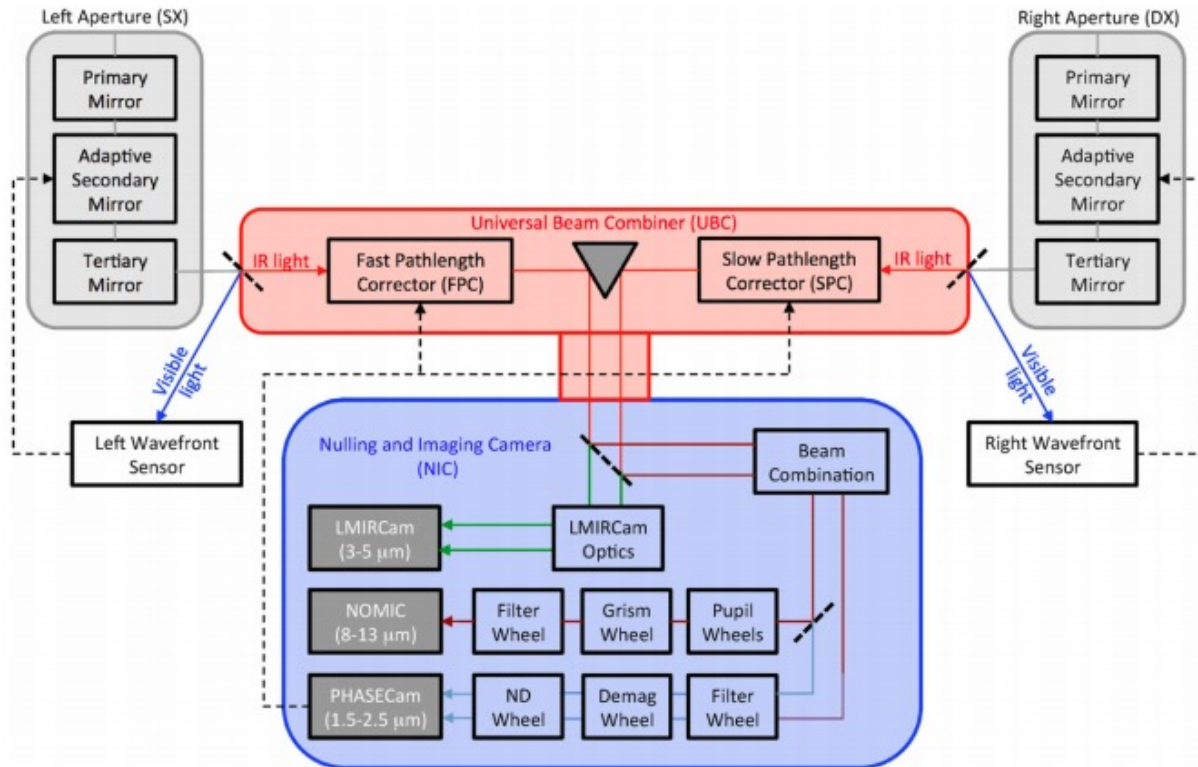 Left Aperture (SX)
Right Aperture (DX)
Primary
Mirror
Adaptive
Secondary
Mirror
Tertiary
Mirror
Primary
Mirror
Adaptive
Secondary
Mirror
Tertiary
Mirror
Universal Beam Combiner (UBC)
IR light
Fast Pathlength
Corrector (FPC)
Slow Pathlength
Corrector (SPC)
IR light
Visible
light
Visible
light
Left Wavefront
Sensor
Right Wavefront
Sensor
Nulling and Imaging Camera
(NIC)
Beam
Combination
LMIRCam
(3-5 μm)
LMIRCam
Optics
NOMIC
(8-13 μm)
Filter
Wheel
Grism
Wheel
Pupil
Wheels
PHASECam
(1.5-2.5 μm)
ND
Wheel
Demag
Wheel
Filter
Wheel